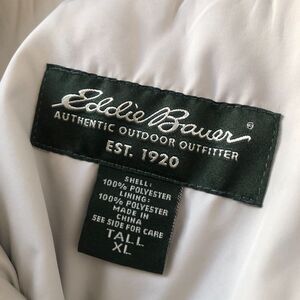 Eddie Bauer®
AUTHENTIC OUTDOOR OUTFITTER
EST. 1920
SHELL:
100% POLYESTER
LINING:
100% POLYESTER
MADE IN
CHINA
SEE SIDE FOR CARE
TALL
XL